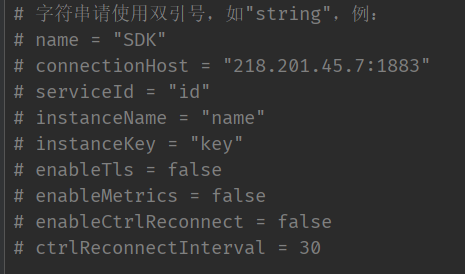 # 字符串请使用双引号，如"string"，例：
# name = "SDK"
# connectionHost = "218.201.45.7:1883"
# serviceId = "id"
# instanceName = "name"
# instanceKey = "key"
# enableTls = false
# enableMetrics = false
# enableCtrlReconnect = false
# ctrlReconnectInterval = 30